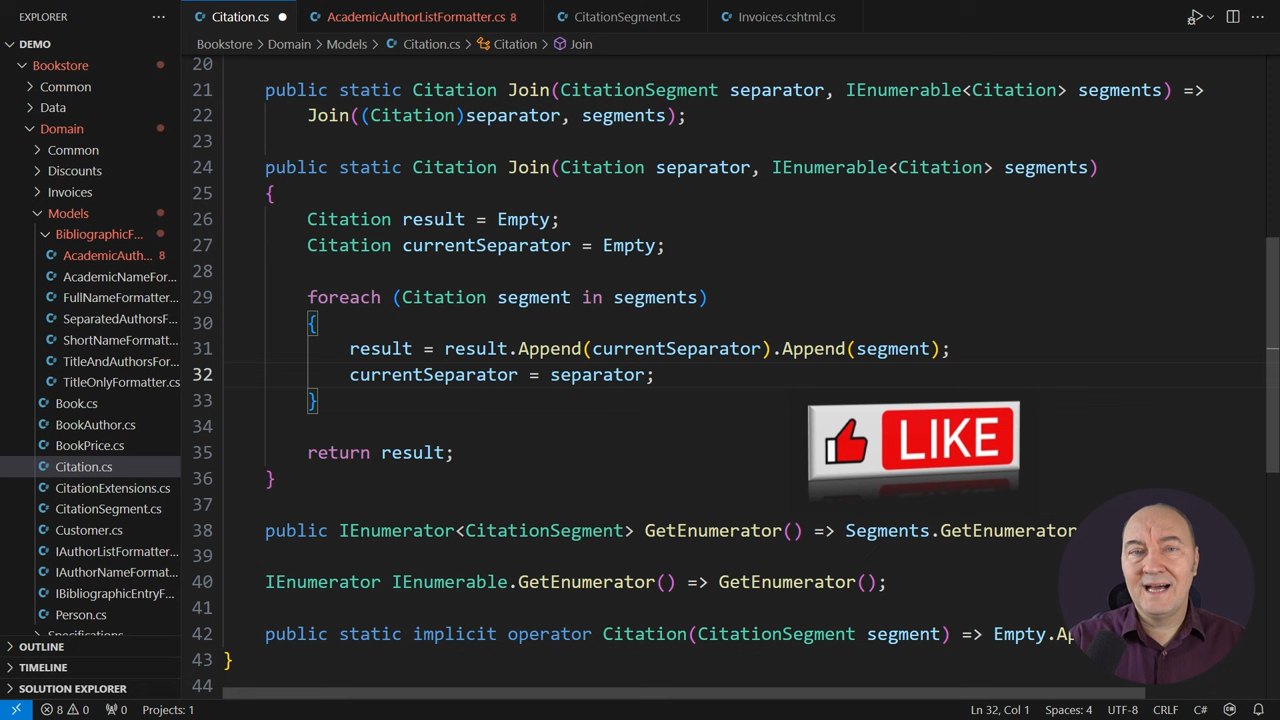 EXPLORER
Citation.cs
AcademicAuthorListFormatter.cs 8
CitationSegment.cs
Invoices.cshtml.cs
DEMO
Bookstore > Domain > Models > Citation.cs > Citation > Join
Bookstore
Common
Data
Domain
Common
Discounts
Invoices
Models
BibliographicF...
AcademicAuth... 8
AcademicNameFor...
FullNameFormatter...
SeparatedAuthorsF...
ShortNameFormatt...
TitleAndAuthorsFor...
TitleOnlyFormatter.cs
Book.cs
BookAuthor.cs
BookPrice.cs
Citation.cs
CitationExtensions.cs
CitationSegment.cs
Customer.cs
IAuthorListFormatter...
IAuthorNameFormat...
IBibliographicEntryF...
Person.cs
Specifications
OUTLINE
TIMELINE
SOLUTION EXPLORER
20
21 public static Citation Join(CitationSegment separator, IEnumerable<Citation> segments) =>
22 Join((Citation)separator, segments);
23
24 public static Citation Join(Citation separator, IEnumerable<Citation> segments)
25 {
26 Citation result = Empty;
27 Citation currentSeparator = Empty;
28
29 foreach (Citation segment in segments)
30 {
31 result = result.Append(currentSeparator).Append(segment);
32 currentSeparator = separator;
33 }
34
35 return result;
36 }
37
38 public IEnumerator<CitationSegment> GetEnumerator() => Segments.GetEnumerator
39
40 IEnumerator IEnumerable.GetEnumerator() => GetEnumerator();
41
42 public static implicit operator Citation(CitationSegment segment) => Empty.Ap
43 }
44
LIKE
8 0 0 Projects: 1
Ln 32, Col 1 Spaces: 4 UTF-8 CRLF C#